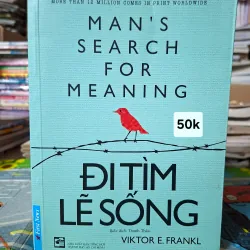 MORE THAN 12 MILLION COPIES IN PRINT WORLDWIDE
MAN'S
SEARCH
FOR
MEANING
50k
ĐI TÌM
LẼ SỐNG
VIKTOR E. FRANKL